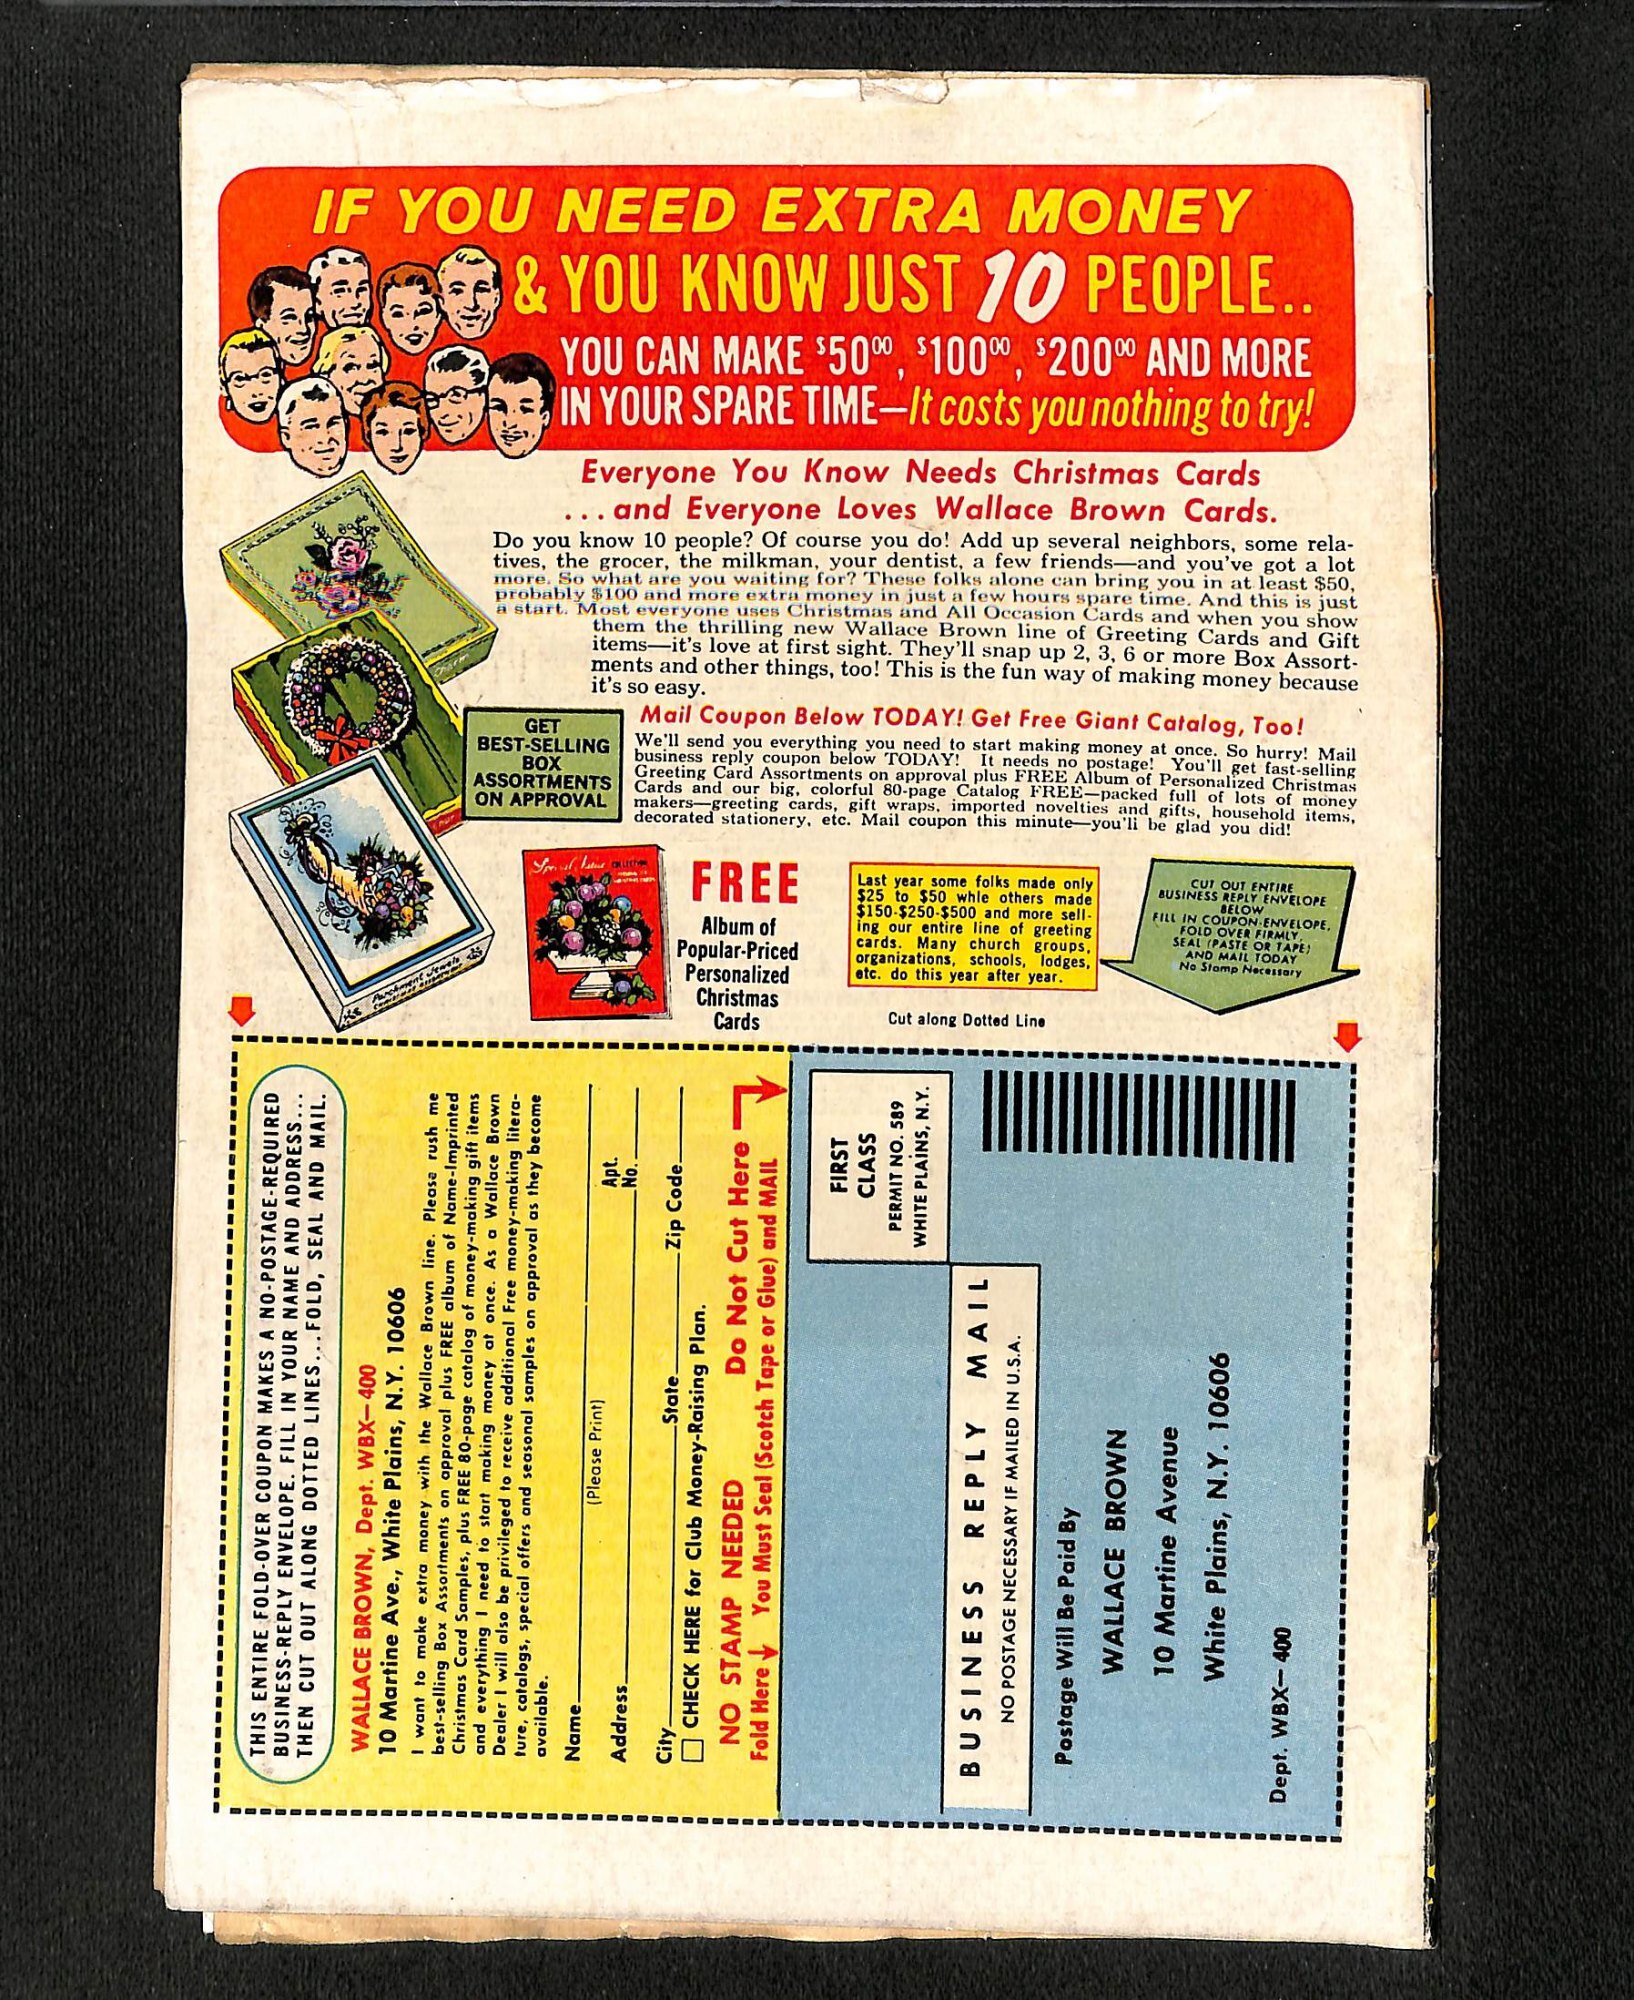 IF YOU NEED EXTRA MONEY
& YOU KNOW JUST 10 PEOPLE..
YOU CAN MAKE $50⁰⁰, $100⁰⁰, $200⁰⁰ AND MORE
IN YOUR SPARE TIME—It costs you nothing to try!
Everyone You Know Needs Christmas Cards
...and Everyone Loves Wallace Brown Cards.
Do you know 10 people? Of course you do! Add up several neighbors, some rela-
tives, the grocer, the milkman, your dentist, a few friends—and you've got a lot
more. So what are you waiting for? These folks alone can bring you in at least $50,
probably $100 and more extra money in just a few hours spare time. And this is just
a start. Most everyone uses Christmas and All Occasion Cards and when you show
them the thrilling new Wallace Brown line of Greeting Cards and Gift
items—it's love at first sight. They'll snap up 2, 3, 6 or more Box Assort-
ments and other things, too! This is the fun way of making money because
it's so easy.
GET
BEST-SELLING
BOX
ASSORTMENTS
ON APPROVAL
Mail Coupon Below TODAY! Get Free Giant Catalog, Too!
We'll send you everything you need to start making money at once. So hurry! Mail
business reply coupon below TODAY! It needs no postage! You'll get fast-selling
Greeting Card Assortments on approval plus FREE Album of Personalized Christmas
Cards and our big, colorful 80-page Catalog FREE—packed full of lots of money
makers—greeting cards, gift wraps, imported novelties and gifts, household items,
decorated stationery, etc. Mail coupon this minute—you'll be glad you did!
Parchment Jewels
Special Issue
COLLECTION
FREE
Album of
Popular-Priced
Personalized
Christmas
Cards
Last year some folks made only
$25 to $50 whle others made
$150-$250-$500 and more sell-
ing our entire line of greeting
cards. Many church groups,
organizations, schools, lodges,
etc. do this year after year.
CUT OUT ENTIRE
BUSINESS REPLY ENVELOPE
BELOW
FILL IN COUPON-ENVELOPE,
FOLD OVER FIRMLY,
SEAL (PASTE OR TAPE)
AND MAIL TODAY
No Stamp Necessary
Cut along Dotted Line
THIS ENTIRE FOLD-OVER COUPON MAKES A NO-POSTAGE-REQUIRED
BUSINESS-REPLY ENVELOPE. FILL IN YOUR NAME AND ADDRESS...
THEN CUT OUT ALONG DOTTED LINES...FOLD, SEAL AND MAIL.
WALLACE BROWN, Dept. WBX—400
10 Martine Ave., White Plains, N.Y. 10606
I want to make extra money with the Wallace Brown line. Please rush me
best-selling Box Assortments on approval plus FREE album of Name-Imprinted
Christmas Card Samples, plus FREE 80-page catalog of money-making gift items
and everything I need to start making money at once. As a Wallace Brown
Dealer I will also be privileged to receive additional Free money-making litera-
ture, catalogs, special offers and seasonal samples on approval as they become
available.
Name
(Please Print)
Address Apt. No.
City State Zip Code
CHECK HERE for Club Money-Raising Plan.
NO STAMP NEEDED Do Not Cut Here
Fold Here You Must Seal (Scotch Tape or Glue) and MAIL
FIRST
CLASS
PERMIT NO. 589
WHITE PLAINS, N.Y.
BUSINESS REPLY MAIL
NO POSTAGE NECESSARY IF MAILED IN U.S.A.
Postage Will Be Paid By
WALLACE BROWN
10 Martine Avenue
White Plains, N.Y. 10606
Dept. WBX—400